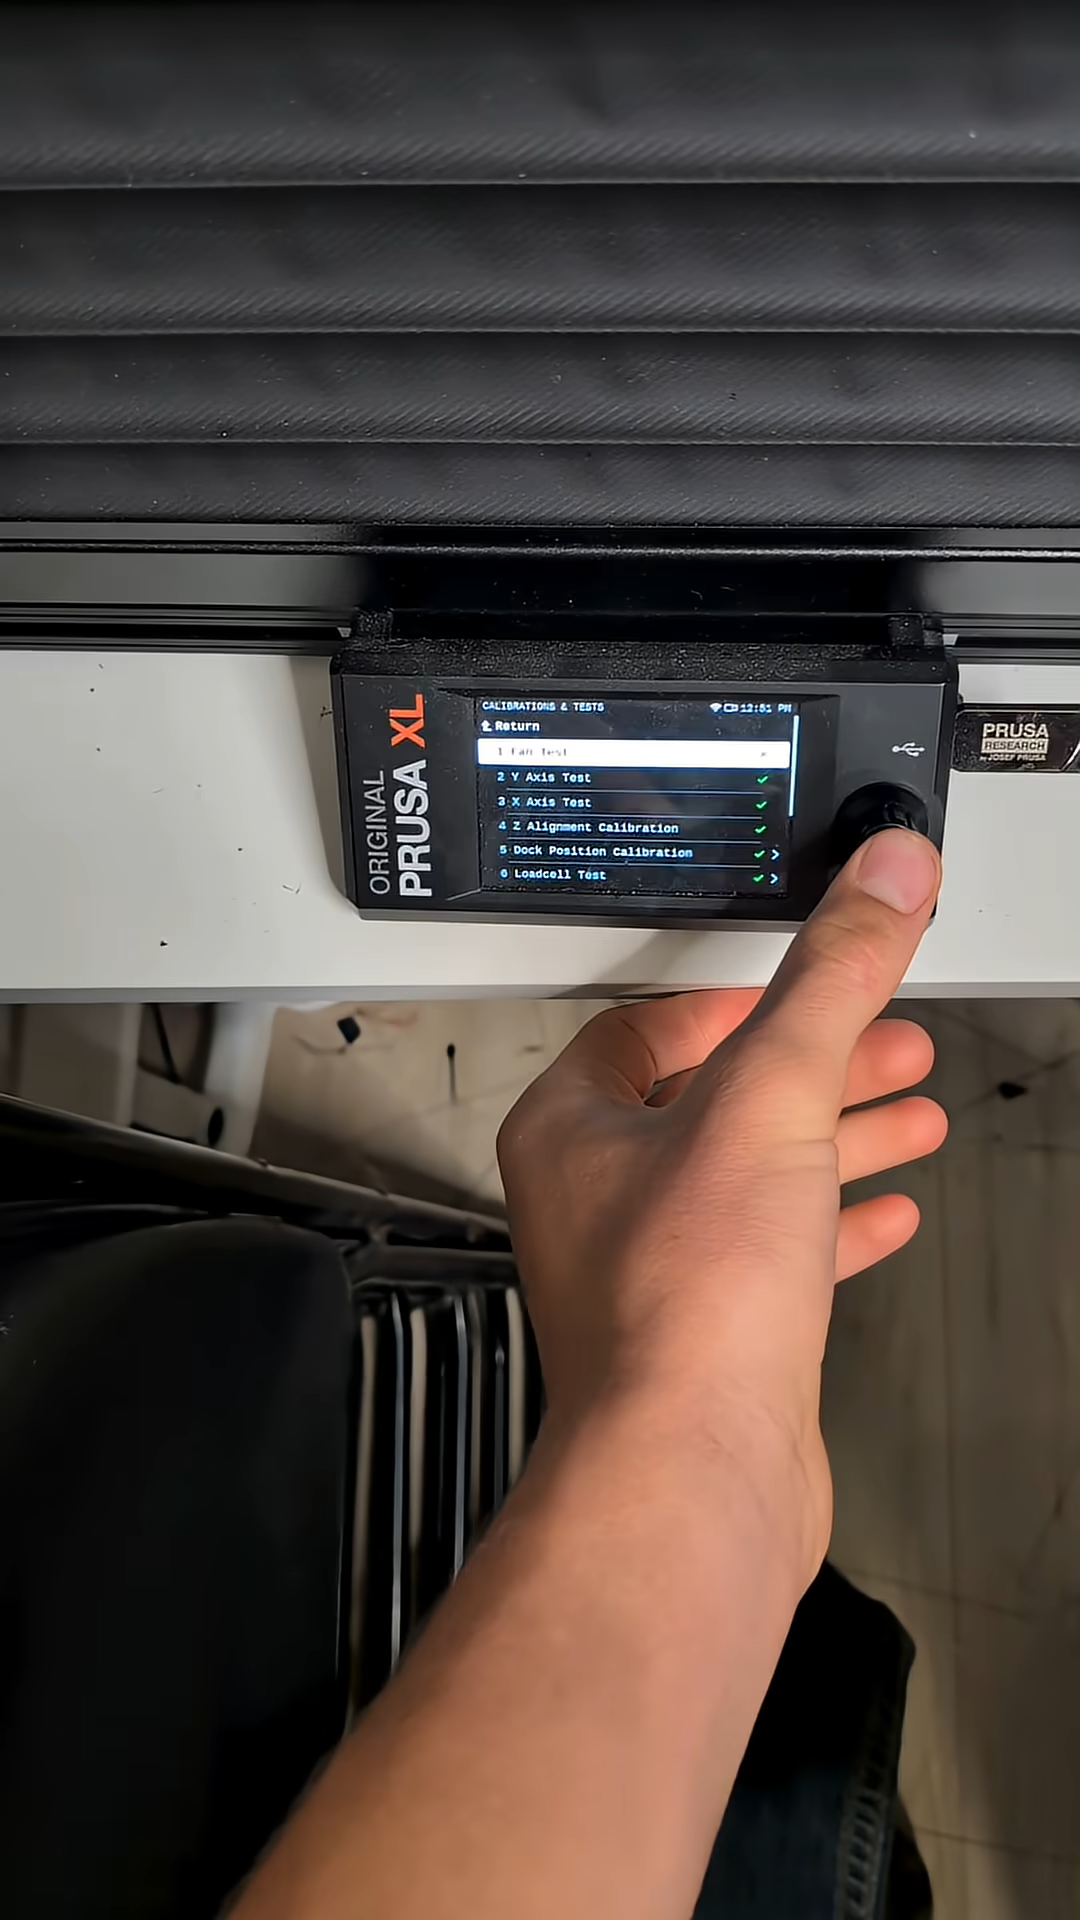 CALIBRATIONS & TESTS 12:51 PM
Return
1 Fan Test
2 Y Axis Test
3 X Axis Test
4 Z Alignment Calibration
5 Dock Position Calibration
6 Loadcell Test
ORIGINAL
PRUSA XL
PRUSA
RESEARCH
by JOSEF PRUSA